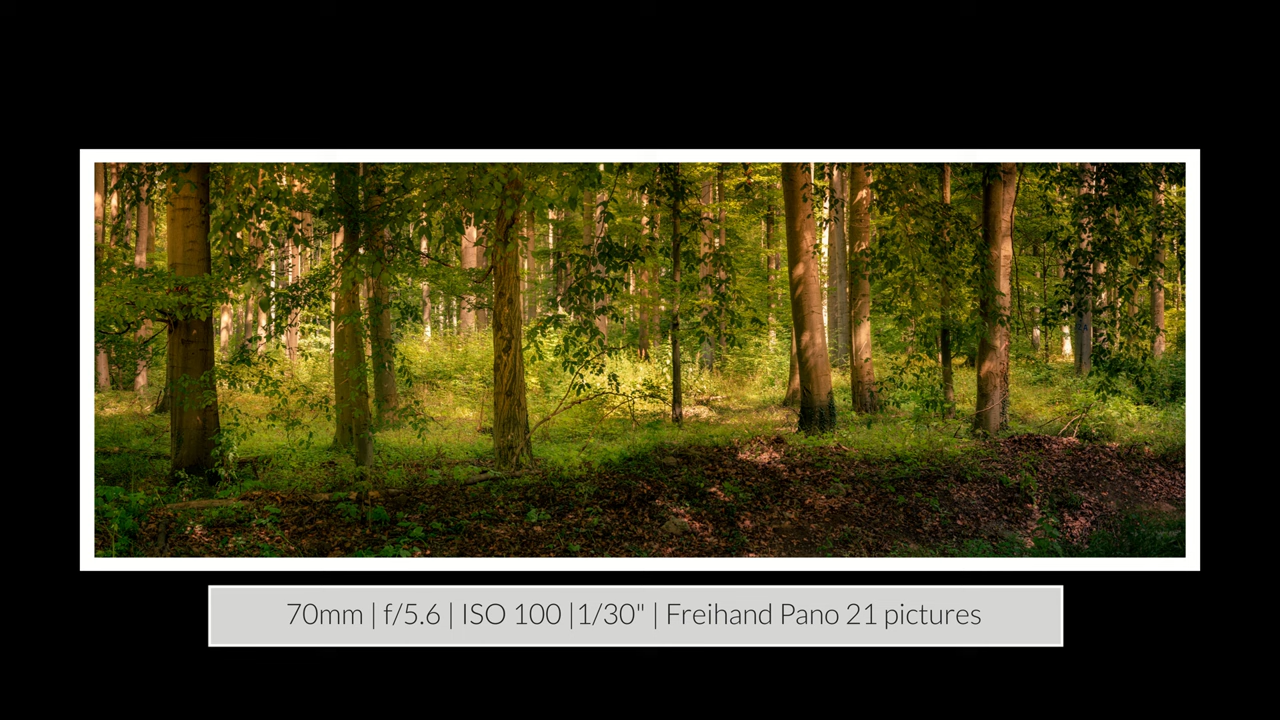 70mm | f/5.6 | ISO 100 |1/30" | Freihand Pano 21 pictures